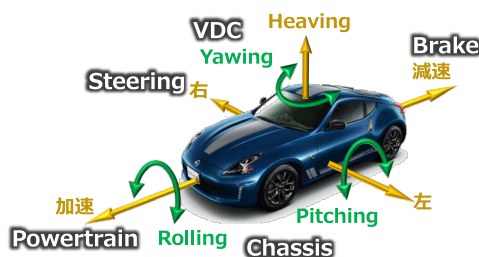 VDC
Heaving
Yawing
Brake
減速
Steering
右
加速
左
Pitching
Powertrain
Rolling
Chassis